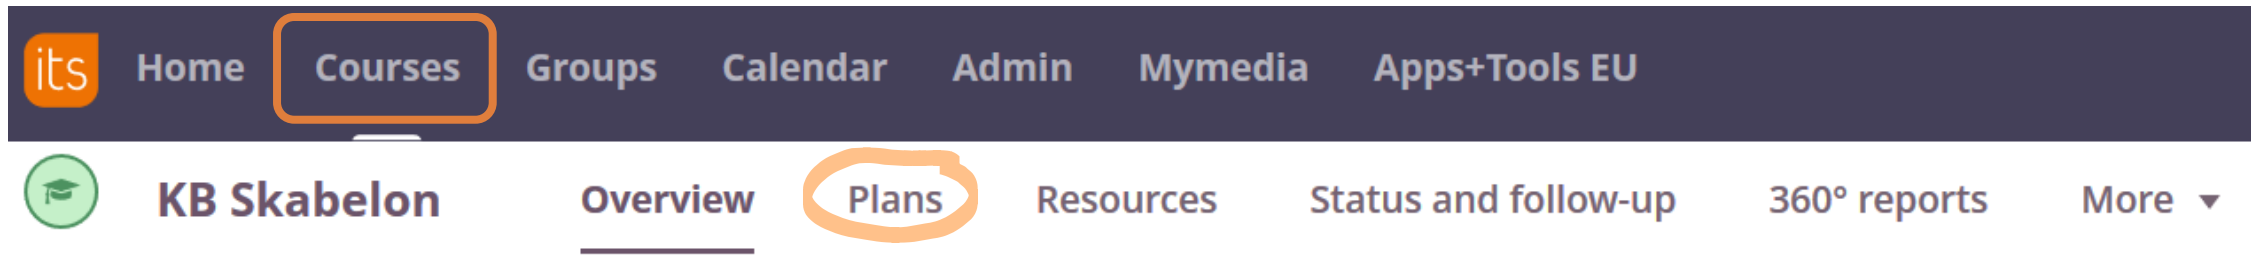 its Home Courses Groups Calendar Admin Mymedia Apps+Tools EU
KB Skabelon Overview Plans Resources Status and follow-up 360° reports More